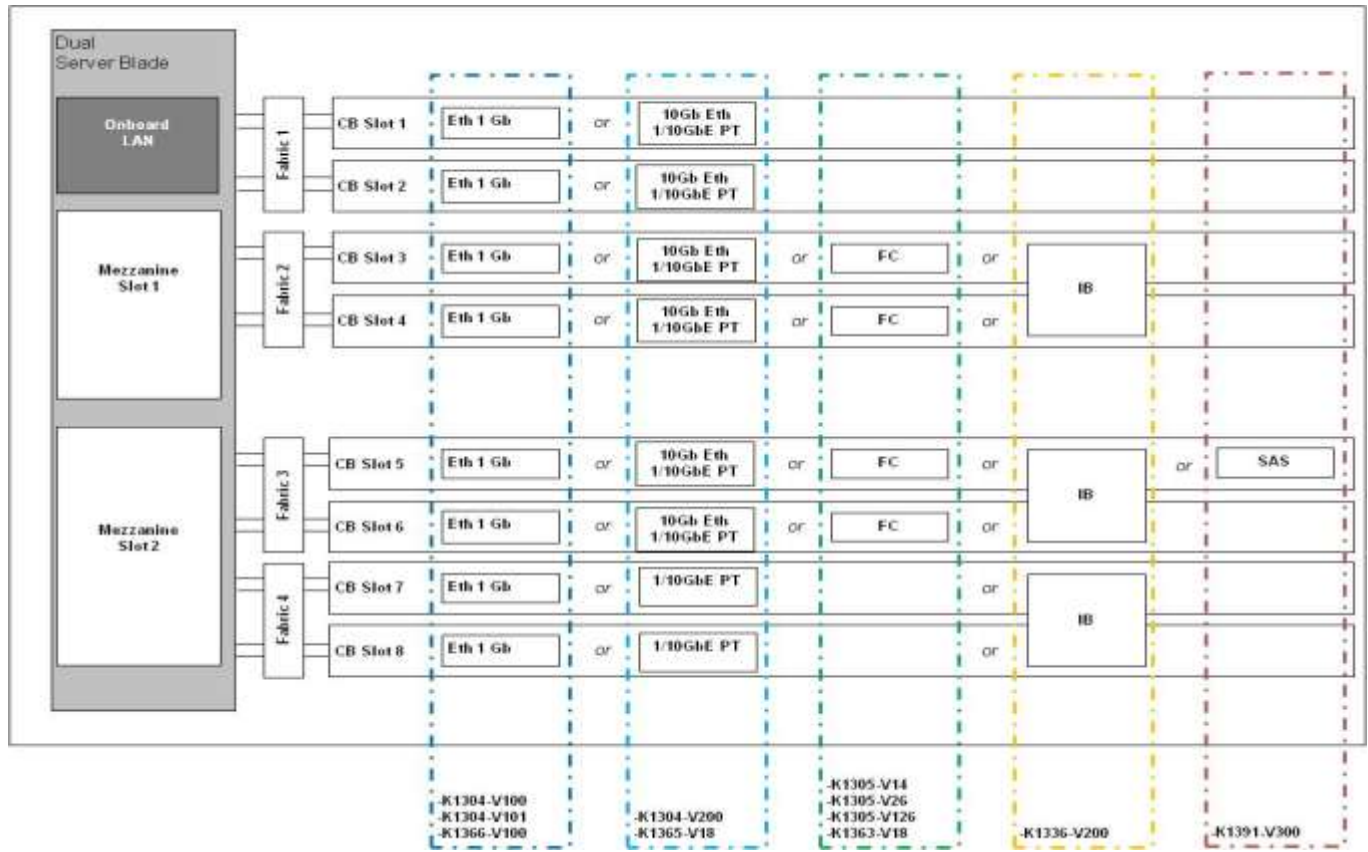 Dual
Server Blade
Onboard
LAN
Fabric 1
CB Slot 1
Eth 1 Gb
or
10Gb Eth
1/10GbE PT
CB Slot 2
Eth 1 Gb
or
10Gb Eth
1/10GbE PT
Mezzanine
Slot 1
Fabric 2
CB Slot 3
Eth 1 Gb
or
10Gb Eth
1/10GbE PT
or
FC
or
IB
CB Slot 4
Eth 1 Gb
or
10Gb Eth
1/10GbE PT
or
FC
or
Mezzanine
Slot 2
Fabric 3
CB Slot 5
Eth 1 Gb
or
10Gb Eth
1/10GbE PT
or
FC
or
IB
or
SAS
CB Slot 6
Eth 1 Gb
or
10Gb Eth
1/10GbE PT
or
FC
or
Fabric 4
CB Slot 7
Eth 1 Gb
or
1/10GbE PT
or
IB
CB Slot 8
Eth 1 Gb
or
1/10GbE PT
or
-K1304-V100
-K1304-V101
-K1366-V100
-K1304-V200
-K1365-V18
-K1305-V14
-K1305-V26
-K1305-V126
-K1363-V18
-K1336-V200
-K1391-V300